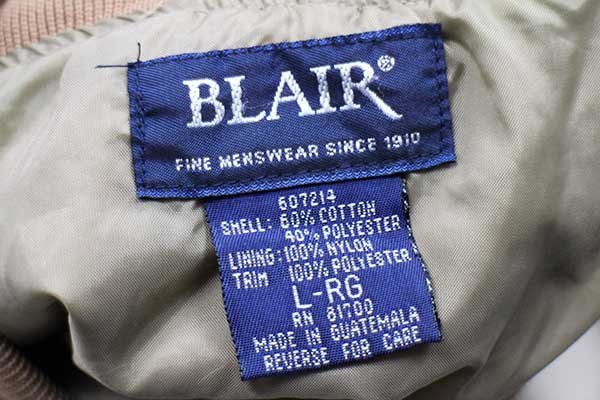 BLAIR®
FINE MENSWEAR SINCE 1910
607214
SHELL: 60% COTTON
40% POLYESTER
LINING: 100% NYLON
TRIM 100% POLYESTER
L-RG
RN 81700
MADE IN GUATEMALA
REVERSE FOR CARE